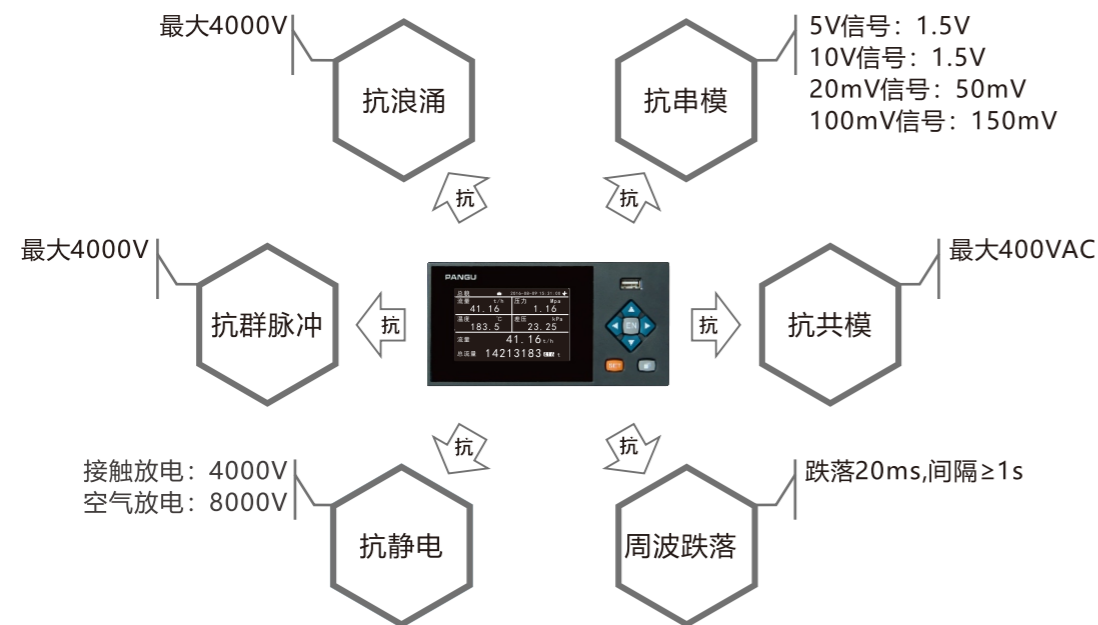 最大4000V
抗浪涌
抗串模
5V信号：1.5V
10V信号：1.5V
20mV信号：50mV
100mV信号：150mV
抗
抗
最大4000V
抗群脉冲
抗
PANGU
总貌
流量 t/h 压力 Mpa
41.16 1.16
温度 ℃ 差压 kPa
183.5 23.25
流量 41.16 t/h
总流量 14213183 t
EN
SET
抗
抗共模
最大400VAC
抗
抗
接触放电：4000V
空气放电：8000V
抗静电
周波跌落
跌落20ms,间隔≥1s